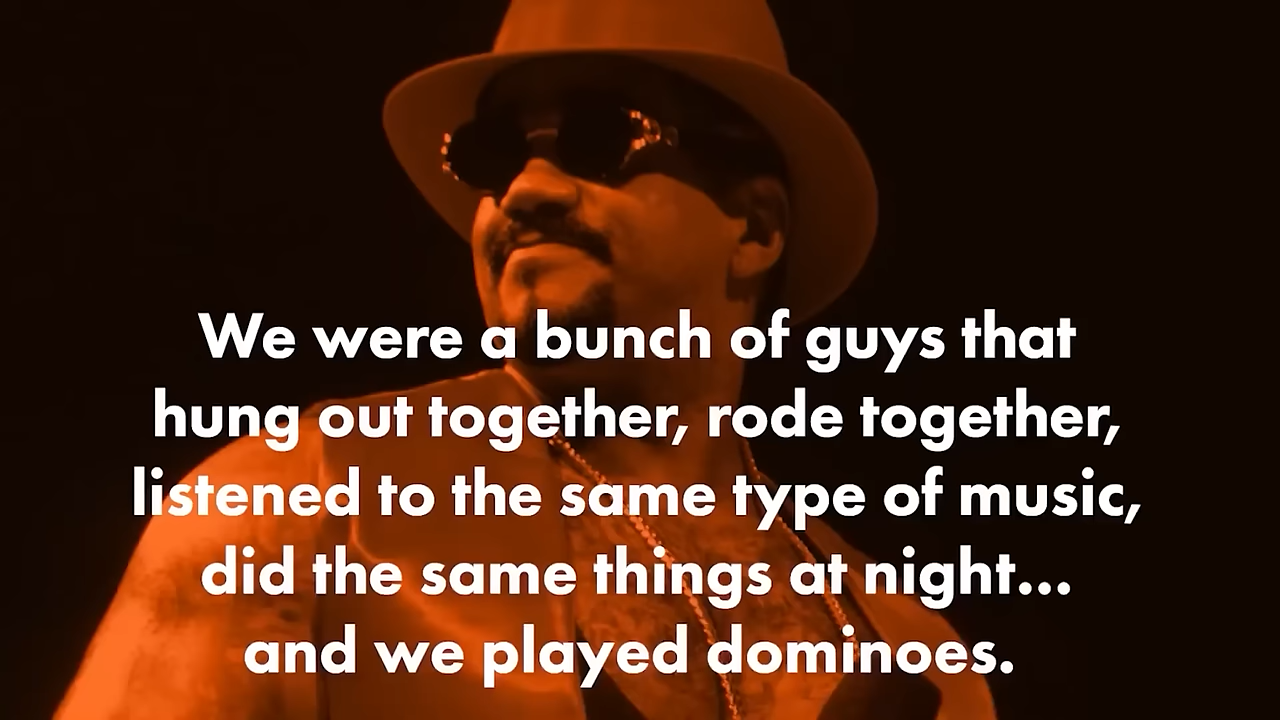 We were a bunch of guys that
hung out together, rode together,
listened to the same type of music,
did the same things at night...
and we played dominoes.